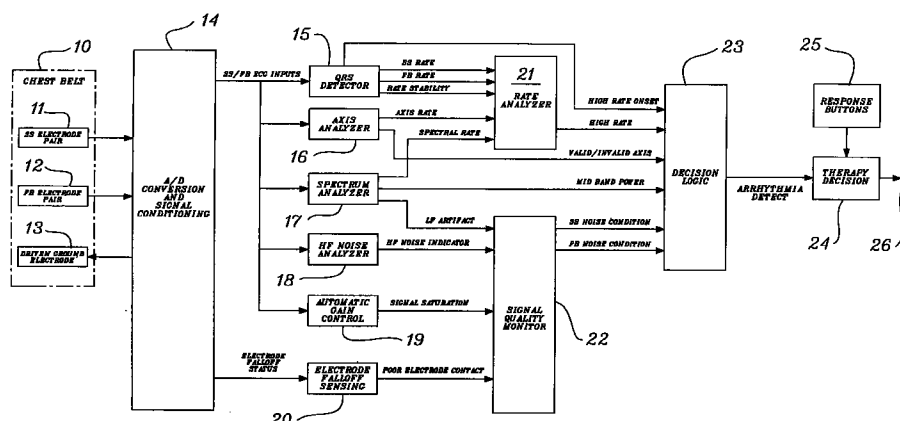 10
CHEST BELT
11
SS ELECTRODE
PAIR
12
FB ELECTRODE
PAIR
13
DRIVEN GROUND
ELECTRODE
14
A/D
CONVERSION
AND
SIGNAL
CONDITIONING
SS/FB ECG INPUTS
ELECTRODE
FALLOFF
STATUS
15
QRS
DETECTOR
SS RATE
FB RATE
RATE STABILITY
AXIS
ANALYZER
16
AXIS RATE
SPECTRAL RATE
SPECTRUM
ANALYZER
17
LF ARTIFACT
HF NOISE
ANALYZER
18
HF NOISE INDICATOR
AUTOMATIC
GAIN
CONTROL
19
SIGNAL SATURATION
ELECTRODE
FALLOFF
SENSING
20
POOR ELECTRODE CONTACT
21
RATE
ANALYZER
HIGH RATE ONSET
HIGH RATE
VALID/INVALID AXIS
MID BAND POWER
SS NOISE CONDITION
FB NOISE CONDITION
SIGNAL
QUALITY
MONITOR
22
23
DECISION
LOGIC
ARRHYTHMIA
DETECT
25
RESPONSE
BUTTONS
THERAPY
DECISION
24
26